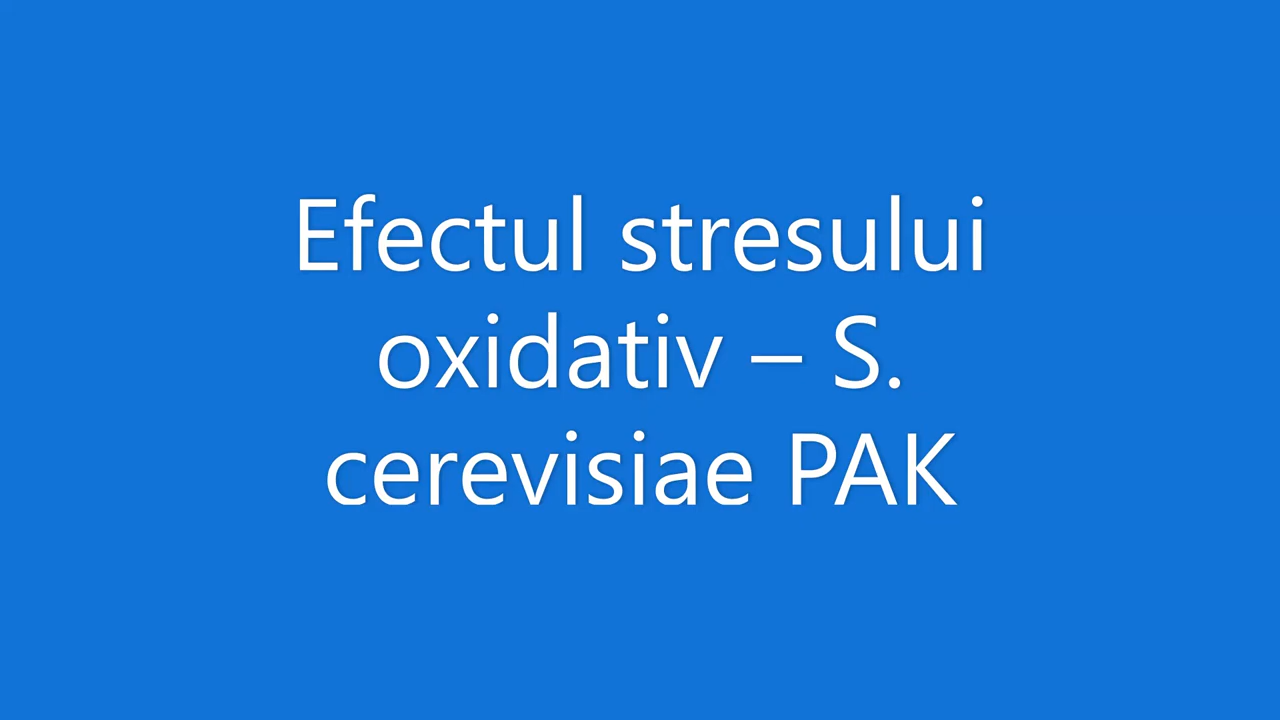 Efectul stresului
oxidativ – S.
cerevisiae PAK